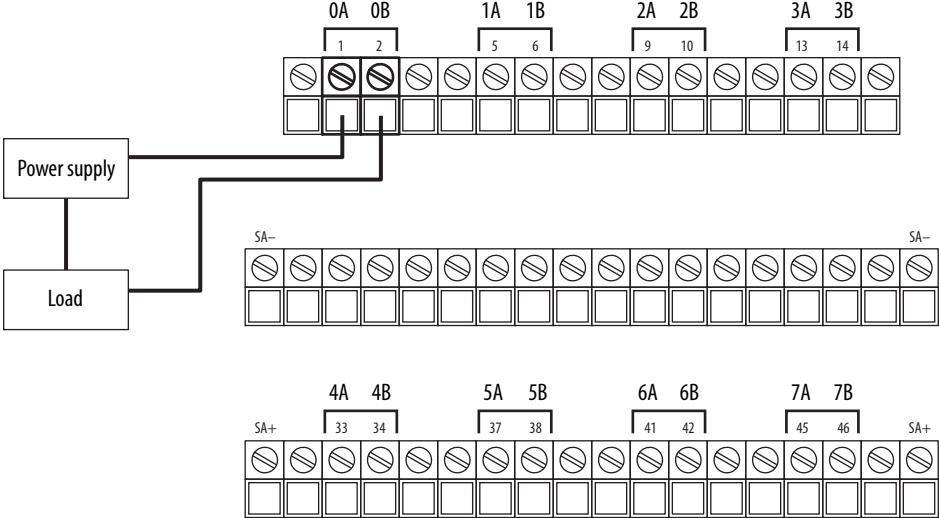 0A 0B 1A 1B 2A 2B 3A 3B
1 2 5 6 9 10 13 14
Power supply
SA– SA–
Load
4A 4B 5A 5B 6A 6B 7A 7B
SA+ 33 34 37 38 41 42 45 46 SA+